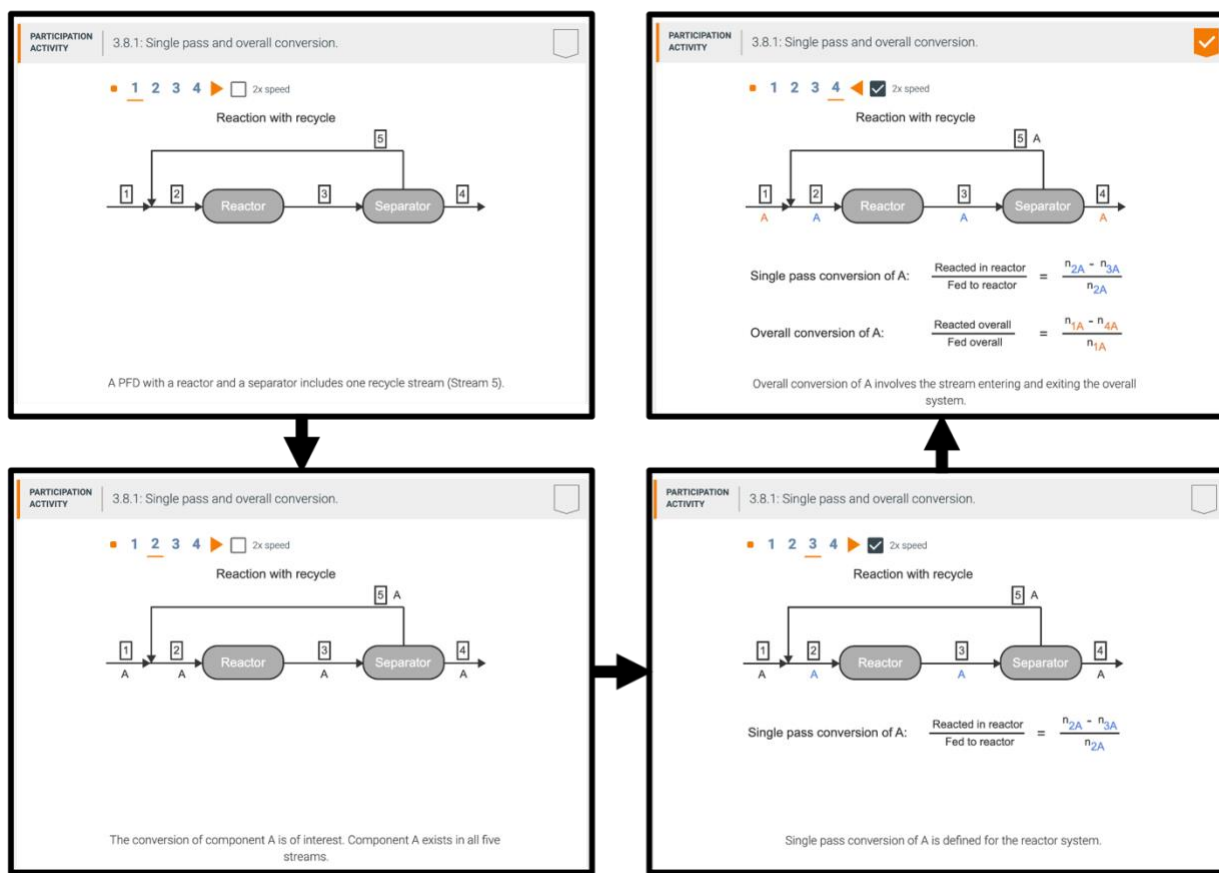 PARTICIPATION ACTIVITY 3.8.1: Single pass and overall conversion.
1 2 3 4 2x speed
Reaction with recycle
5
1 2 Reactor 3 Separator 4
A PFD with a reactor and a separator includes one recycle stream (Stream 5).
PARTICIPATION ACTIVITY 3.8.1: Single pass and overall conversion.
1 2 3 4 2x speed
Reaction with recycle
5 A
1 2 Reactor 3 Separator 4
A A A A
The conversion of component A is of interest. Component A exists in all five
streams.
PARTICIPATION ACTIVITY 3.8.1: Single pass and overall conversion.
1 2 3 4 2x speed
Reaction with recycle
5 A
1 2 Reactor 3 Separator 4
A A A A
Single pass conversion of A: Reacted in reactor / Fed to reactor = n2A - n3A / n2A
Single pass conversion of A is defined for the reactor system.
PARTICIPATION ACTIVITY 3.8.1: Single pass and overall conversion.
1 2 3 4 2x speed
Reaction with recycle
5 A
1 2 Reactor 3 Separator 4
A A A A
Single pass conversion of A: Reacted in reactor / Fed to reactor = n2A - n3A / n2A
Overall conversion of A: Reacted overall / Fed overall = n1A - n4A / n1A
Overall conversion of A involves the stream entering and exiting the overall
system.